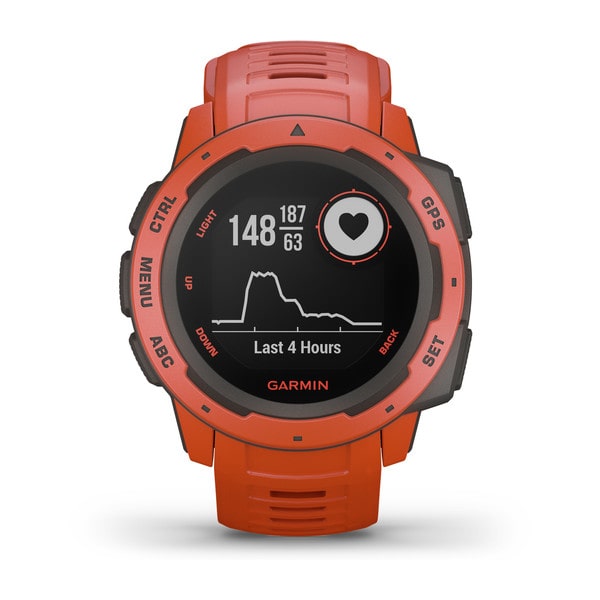 CTRL
MENU
ABC
GPS
SET
LIGHT
UP
DOWN
BACK
148 187
63
Last 4 Hours
GARMIN